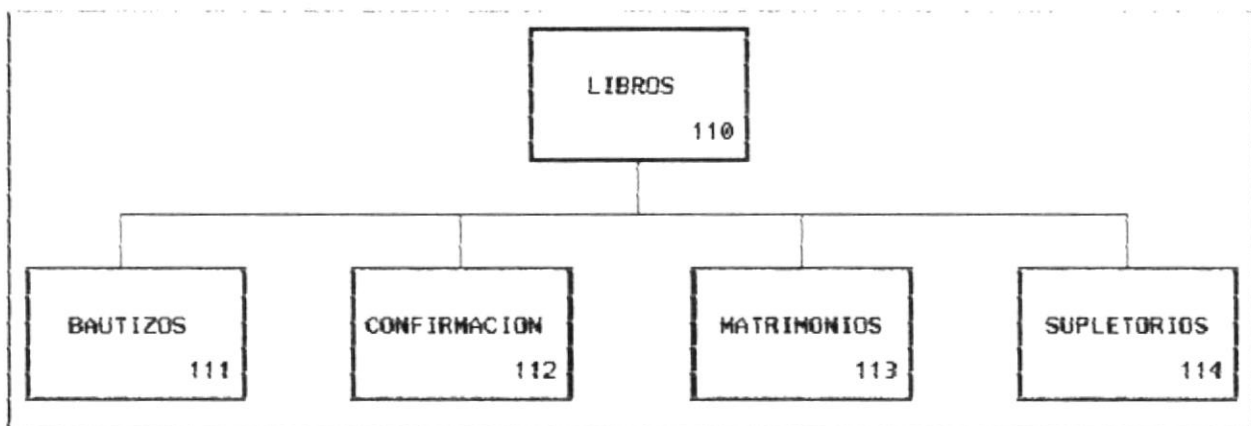 LIBROS
110
BAUTIZOS
111
CONFIRMACION
112
MATRIMONIOS
113
SUPLETORIOS
114